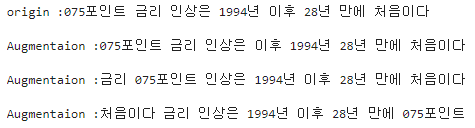 origin :075포인트 금리 인상은 1994년 이후 28년 만에 처음이다
Augmentaion :075포인트 금리 인상은 이후 1994년 28년 만에 처음이다
Augmentaion :금리 075포인트 인상은 1994년 이후 28년 만에 처음이다
Augmentaion :처음이다 금리 인상은 1994년 이후 28년 만에 075포인트